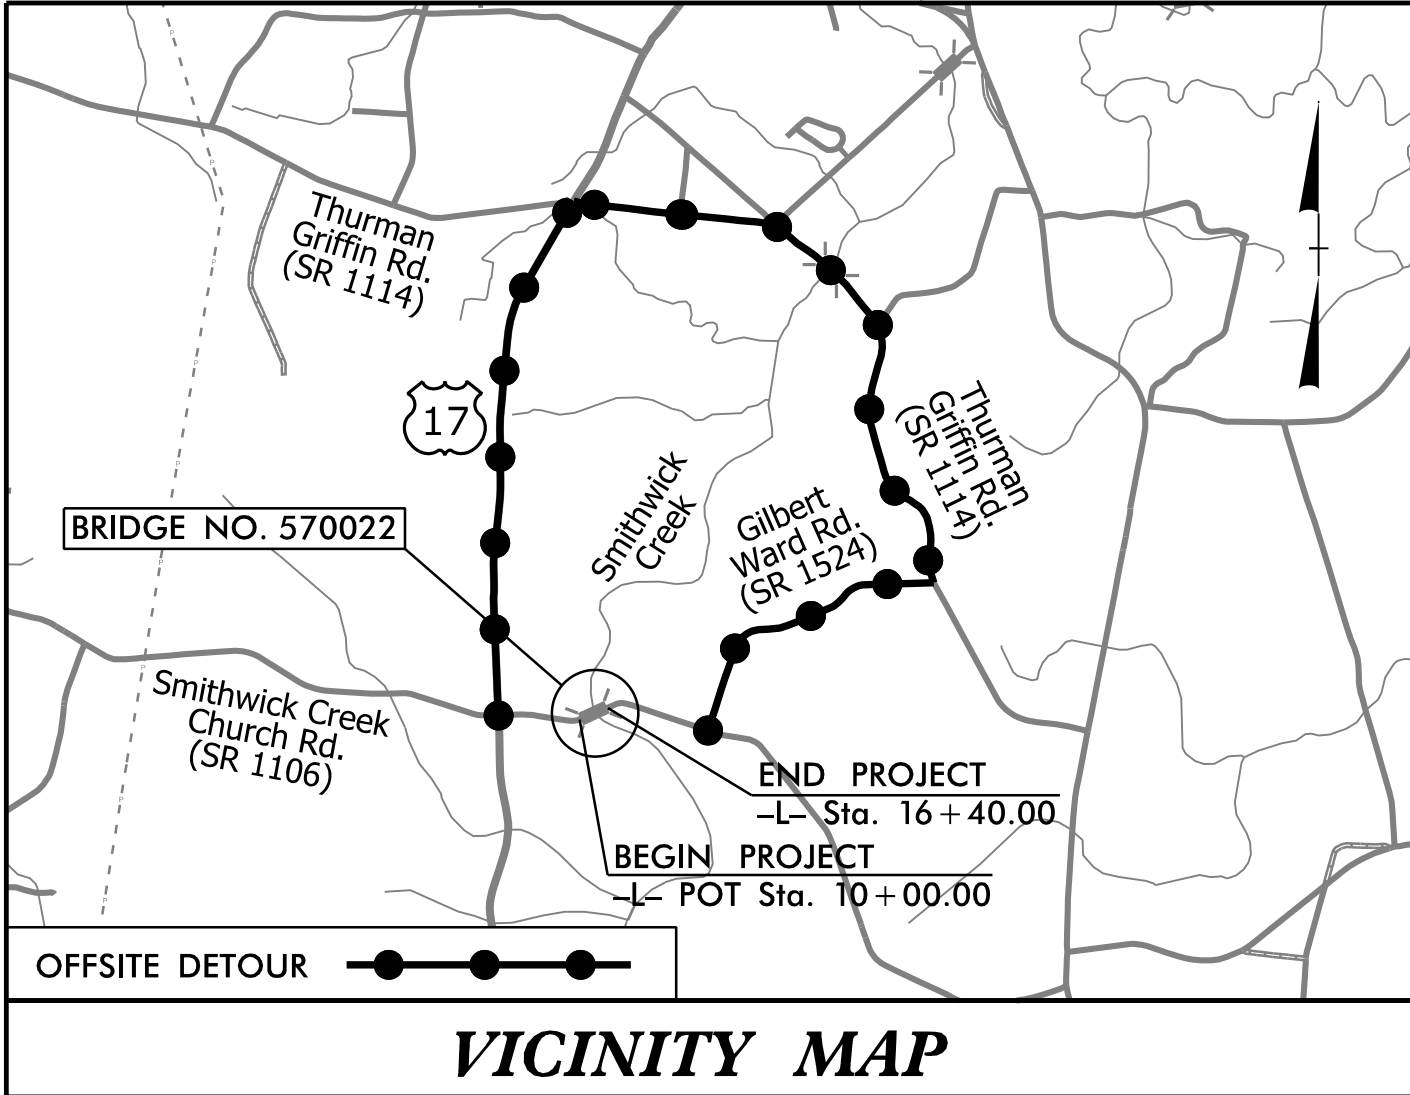 Thurman
Griffin Rd.
(SR 1114)
17
Thurman
Griffin Rd.
(SR 1114)
Smithwick
Creek
Gilbert
Ward Rd.
(SR 1524)
BRIDGE NO. 570022
Smithwick Creek
Church Rd.
(SR 1106)
END PROJECT
-L- Sta. 16+40.00
BEGIN PROJECT
-L- POT Sta. 10+00.00
OFFSITE DETOUR
VICINITY MAP
P
P
P
P
P
P
P
P